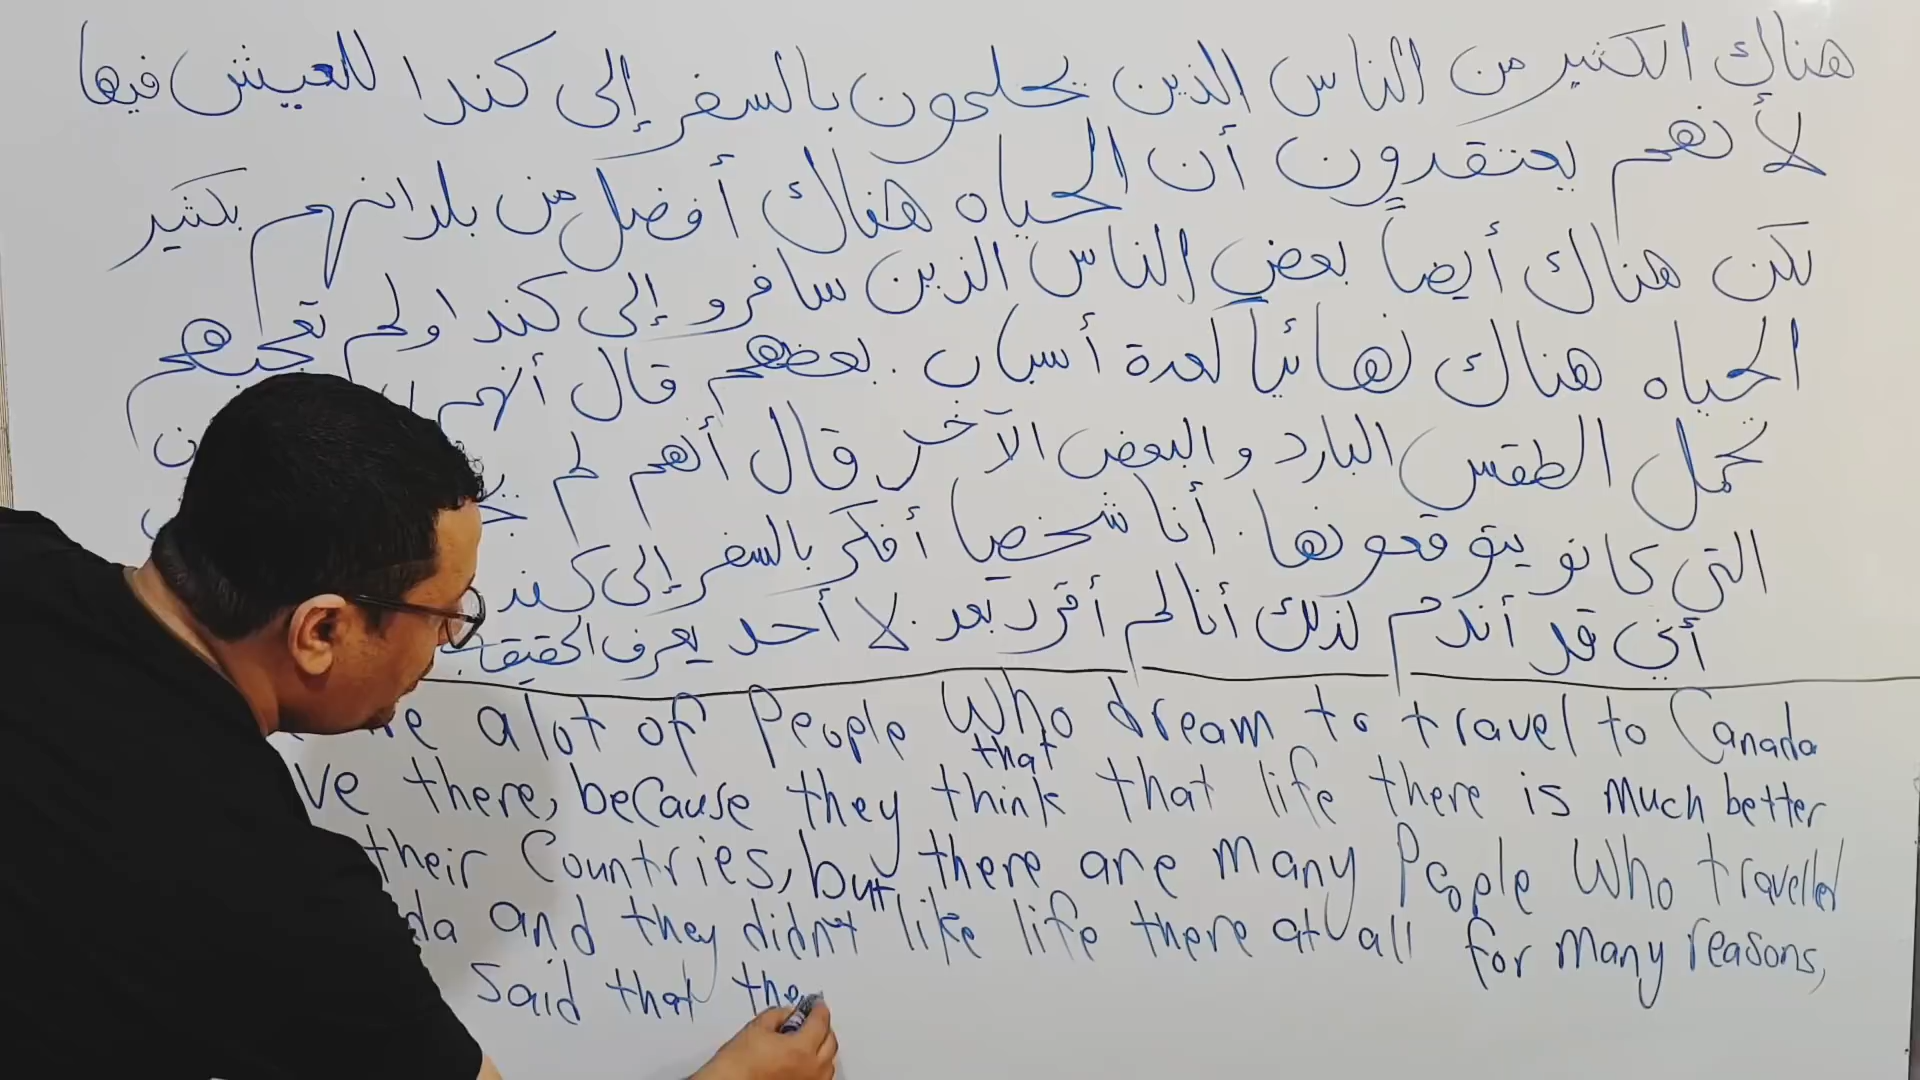 هناك الكثير من الناس الذين يحلمون بالسفر إلى كندا للعيش فيها
لأنهم يعتقدون أن الحياه هناك أفضل من بلدانهم بكثير
لكن هناك أيضاً بعض الناس الذين سافرو إلى كندا ولم تعجبهم
الحياه هناك نهائياً لعدة أسباب. بعضهم قال أنهم
تحمل الطقس البارد والبعض الآخر قال أنهم لم
التي كانو يتوقعونها. أنا شخصياً أفكر بالسفر إلى كند
أني قد أندم لذلك أنا لم أقرر بعد. لا أحد يعرف الحقيقه.
a lot of People Who dream to travel to Canada
that
ve there, because they think that life there is much better
their Countries, but there are many People Who travelled
da and they didn't like life there at all for many reasons,
Said that the